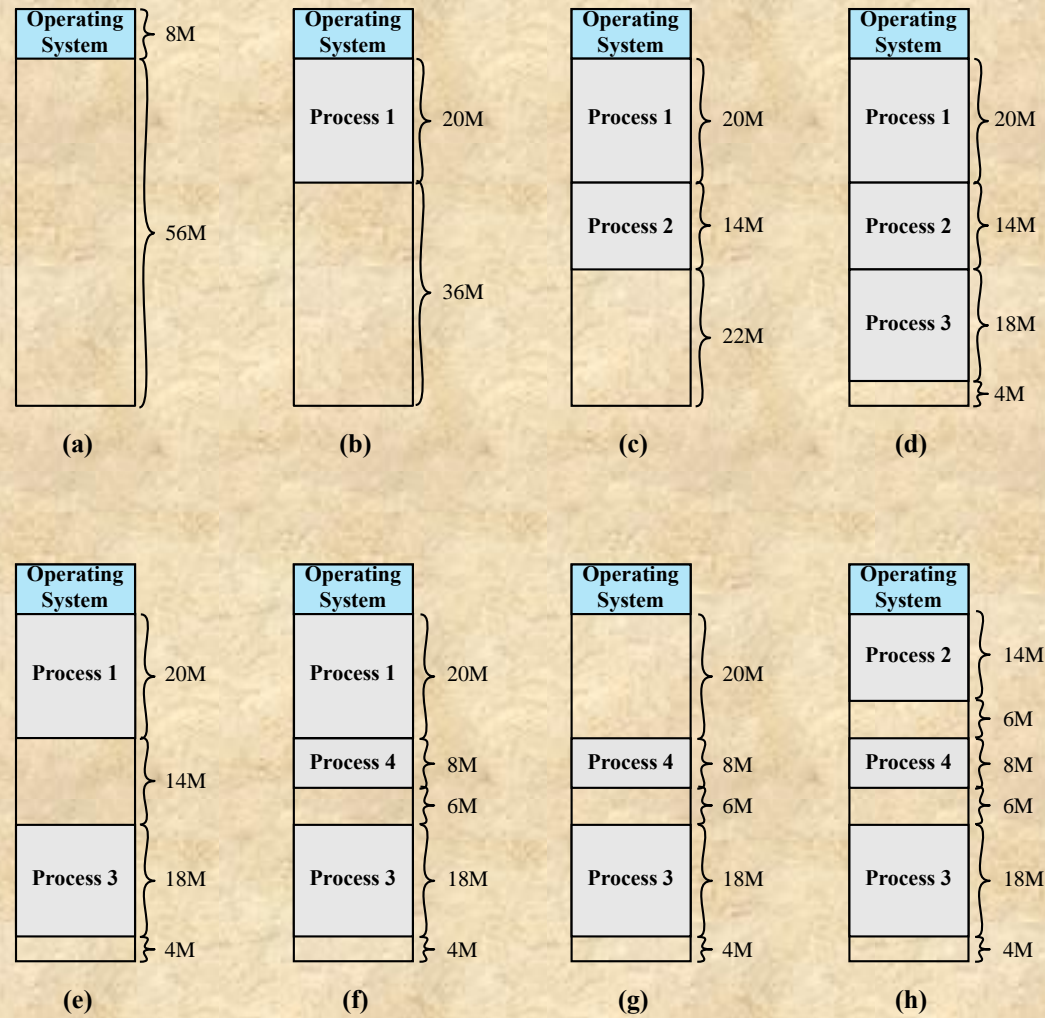 Operating
System
8M
56M
(a)
Operating
System
Process 1
20M
36M
(b)
Operating
System
Process 1
20M
Process 2
14M
22M
(c)
Operating
System
Process 1
20M
Process 2
14M
Process 3
18M
4M
(d)
Operating
System
Process 1
20M
14M
Process 3
18M
4M
(e)
Operating
System
Process 1
20M
Process 4
8M
6M
Process 3
18M
4M
(f)
Operating
System
20M
Process 4
8M
6M
Process 3
18M
4M
(g)
Operating
System
Process 2
14M
6M
Process 4
8M
6M
Process 3
18M
4M
(h)